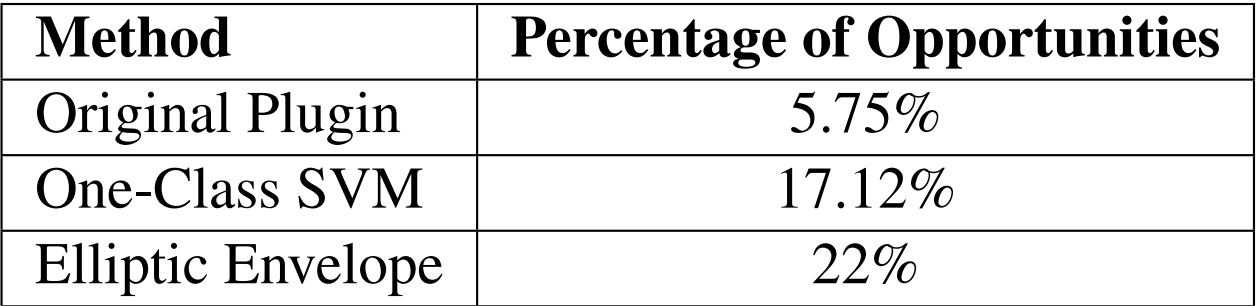 Method Percentage of Opportunities
Original Plugin 5.75%
One-Class SVM 17.12%
Elliptic Envelope 22%